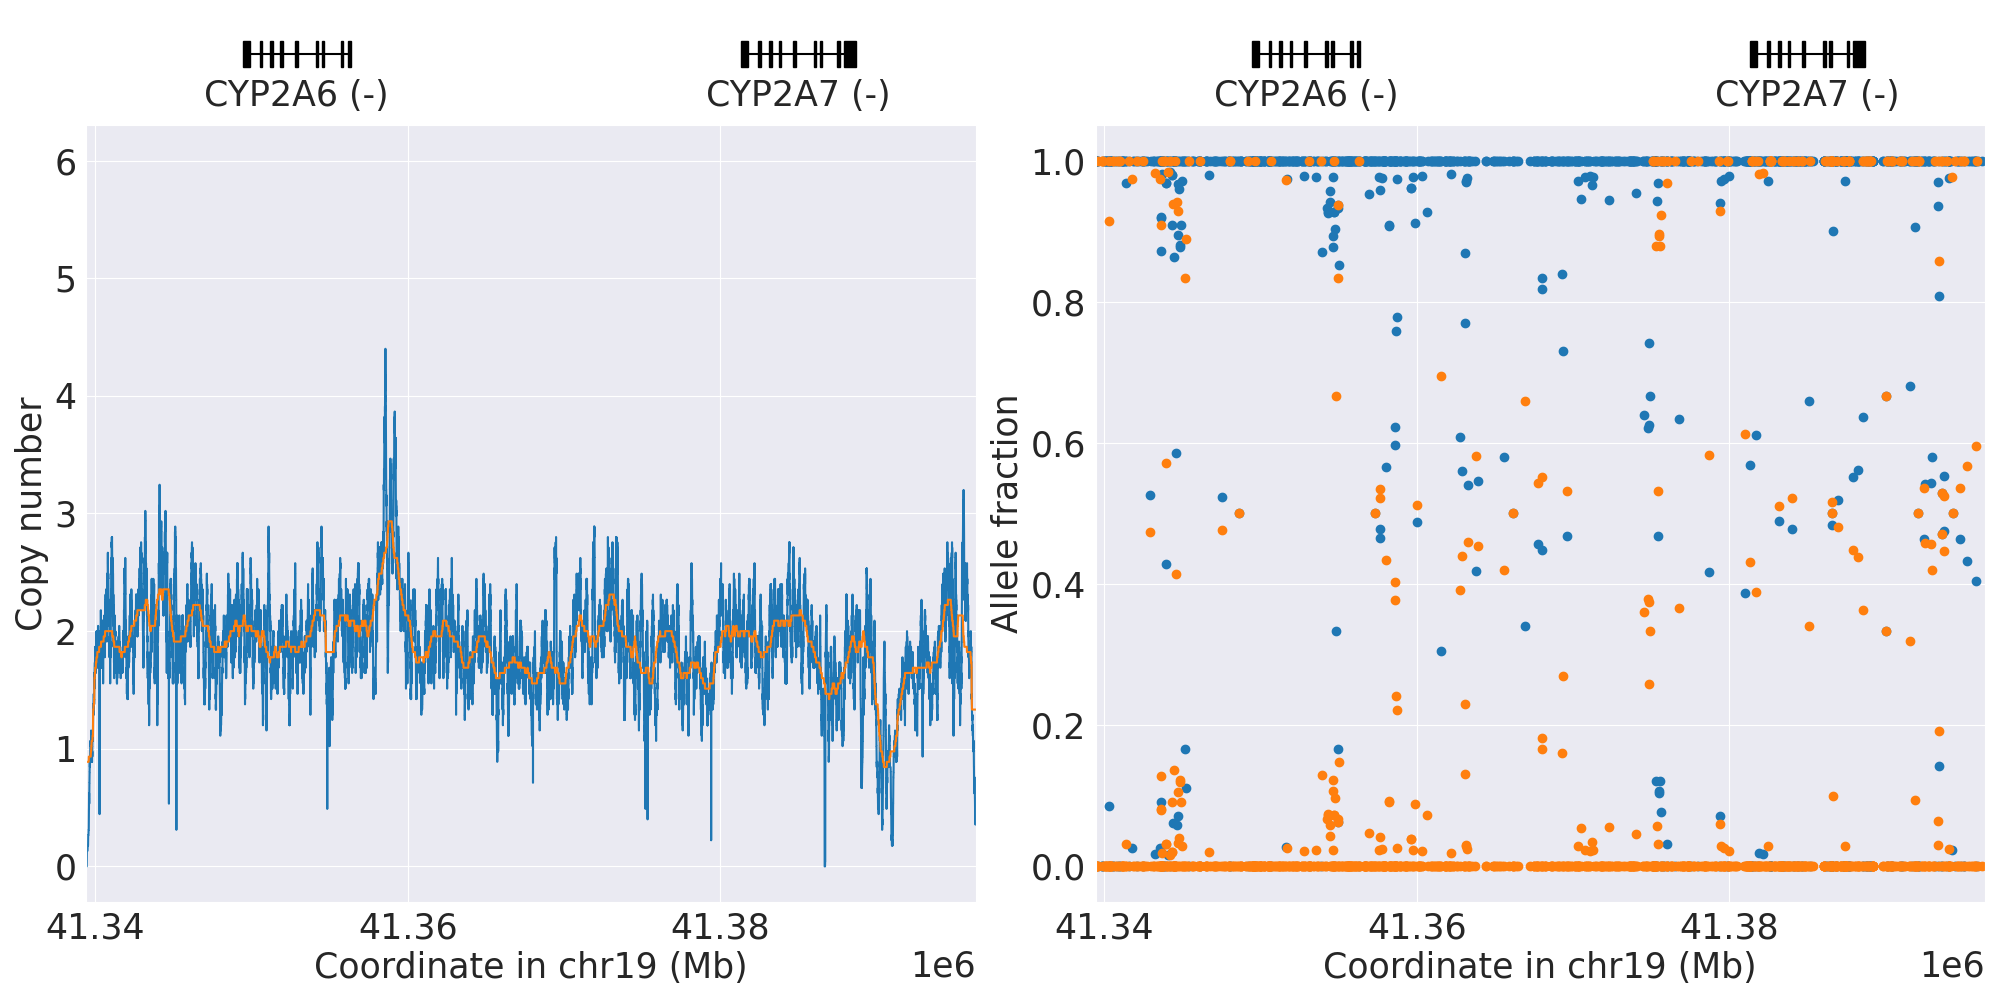 CYP2A6 (-) CYP2A7 (-) CYP2A6 (-) CYP2A7 (-)
6
5
4
3
2
1
0
Copy number
41.34 41.36 41.38
Coordinate in chr19 (Mb) 1e6
1.0
0.8
0.6
0.4
0.2
0.0
Allele fraction
41.34 41.36 41.38
Coordinate in chr19 (Mb) 1e6